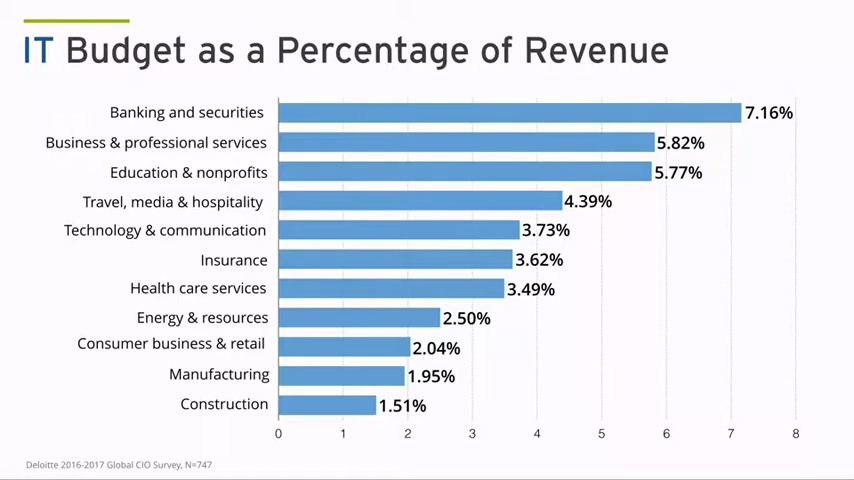 IT Budget as a Percentage of Revenue
Banking and securities 7.16%
Business & professional services 5.82%
Education & nonprofits 5.77%
Travel, media & hospitality 4.39%
Technology & communication 3.73%
Insurance 3.62%
Health care services 3.49%
Energy & resources 2.50%
Consumer business & retail 2.04%
Manufacturing 1.95%
Construction 1.51%
0 1 2 3 4 5 6 7 8
Deloitte 2016-2017 Global CIO Survey, N=747